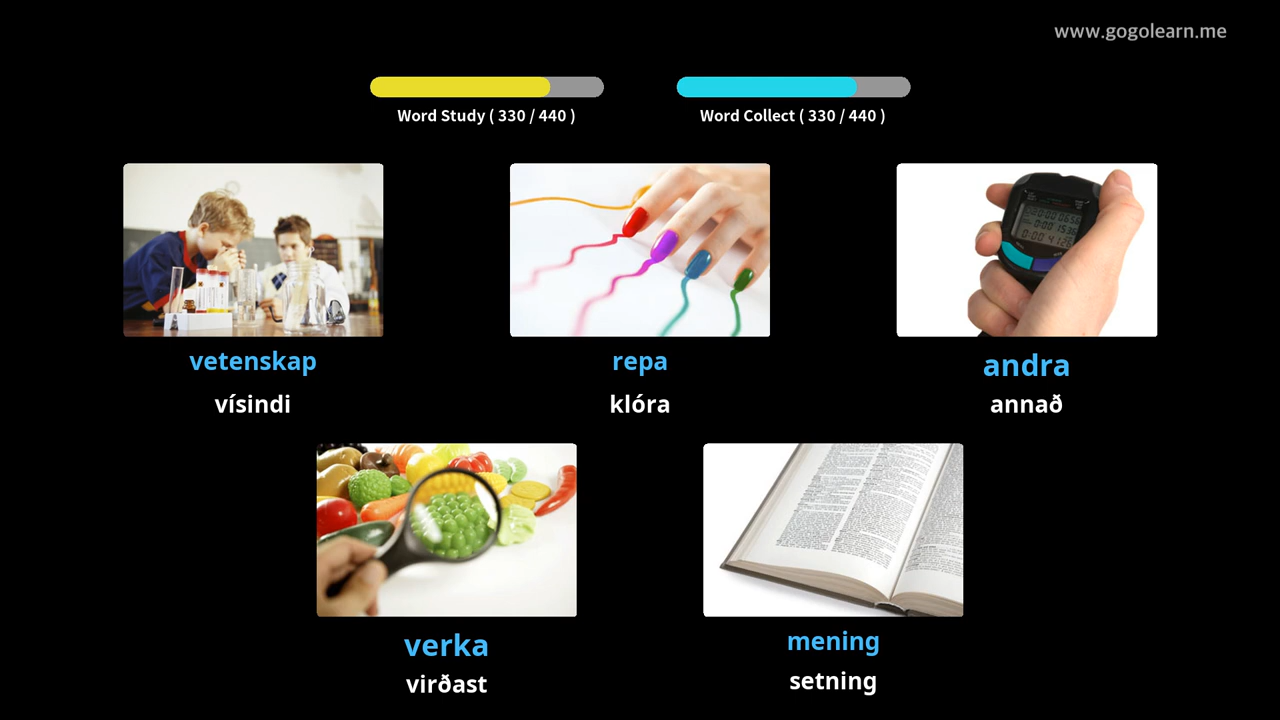 www.gogolearn.me
Word Study ( 330 / 440 )
Word Collect ( 330 / 440 )
vetenskap
vísindi
repa
klóra
andra
annað
verka
virðast
mening
setning